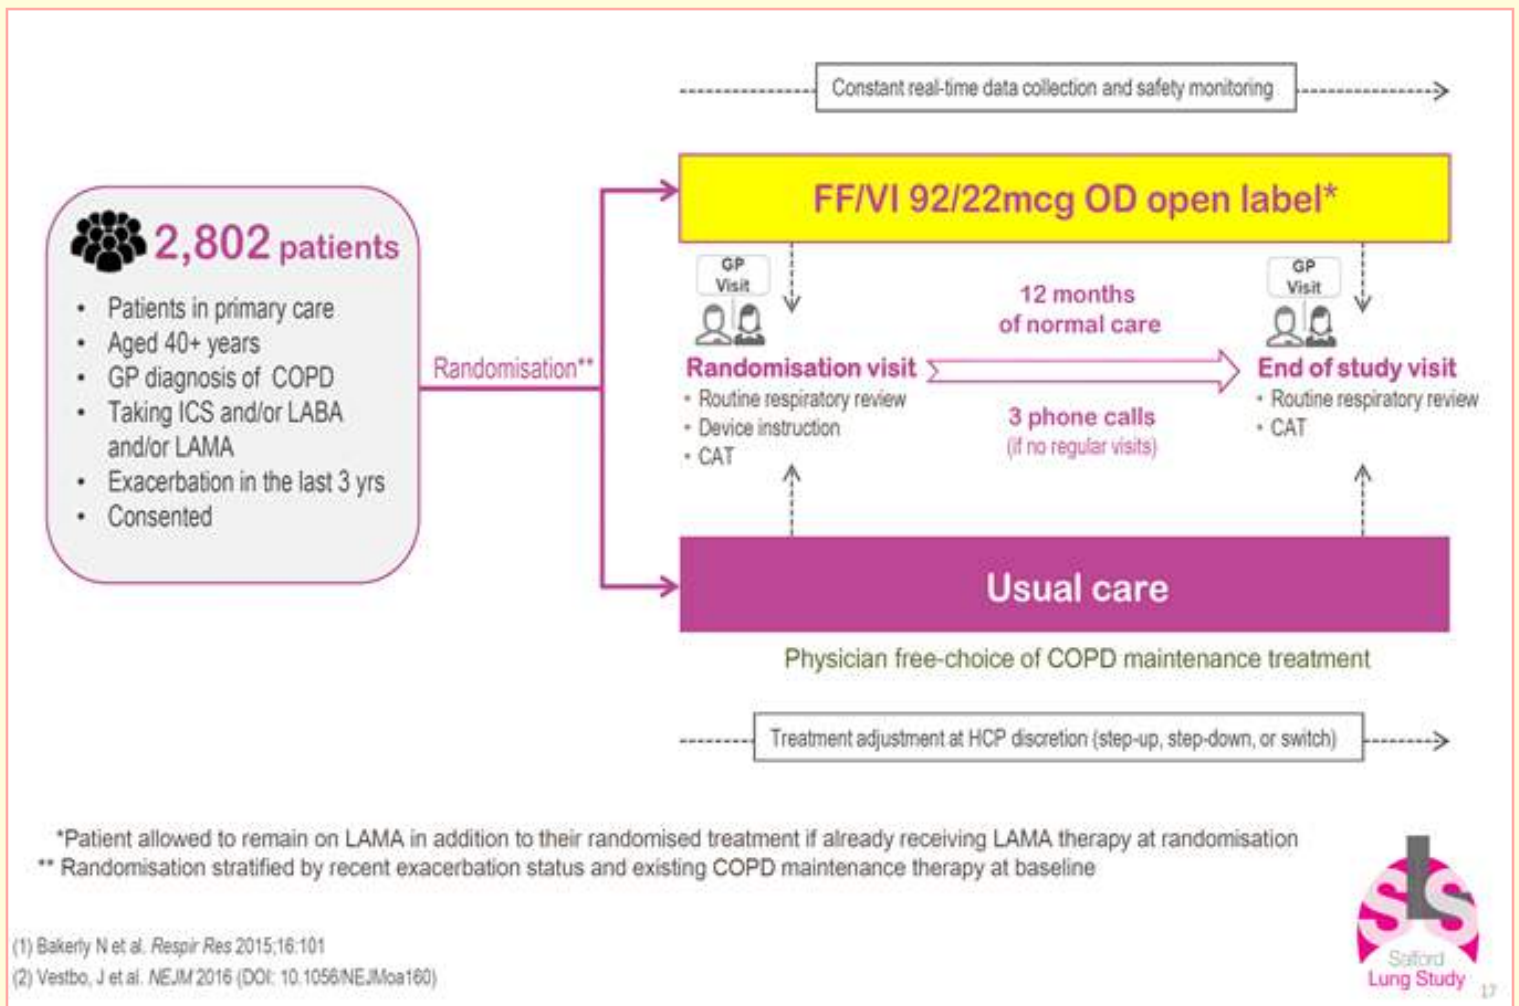 Constant real-time data collection and safety monitoring
FF/VI 92/22mcg OD open label*
2,802 patients
• Patients in primary care
• Aged 40+ years
• GP diagnosis of COPD
• Taking ICS and/or LABA
and/or LAMA
• Exacerbation in the last 3 yrs
• Consented
Randomisation**
GP
Visit
Randomisation visit
• Routine respiratory review
• Device instruction
• CAT
12 months
of normal care
3 phone calls
(if no regular visits)
GP
Visit
End of study visit
• Routine respiratory review
• CAT
Usual care
Physician free-choice of COPD maintenance treatment
Treatment adjustment at HCP discretion (step-up, step-down, or switch)
*Patient allowed to remain on LAMA in addition to their randomised treatment if already receiving LAMA therapy at randomisation
** Randomisation stratified by recent exacerbation status and existing COPD maintenance therapy at baseline
(1) Bakerly N et al. Respir Res 2015;16:101
(2) Vestbo, J et al. NEJM 2016 (DOI: 10.1056/NEJMoa160)
SLS
Salford
Lung Study
17